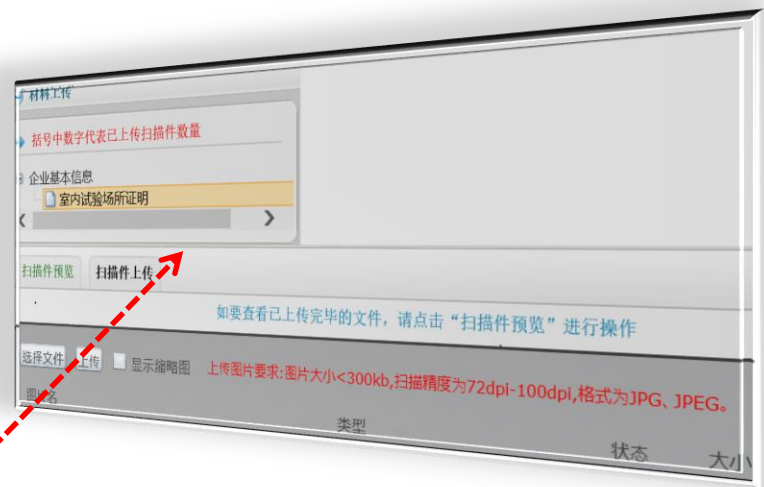 材料上传
括号中数字代表已上传扫描件数量
企业基本信息
室内试验场所证明
扫描件预览 扫描件上传
如要查看已上传完毕的文件，请点击“扫描件预览”进行操作
选择文件 上传 显示缩略图 上传图片要求:图片大小<300kb,扫描精度为72dpi-100dpi,格式为JPG、JPEG。
图片名 类型 状态 大小